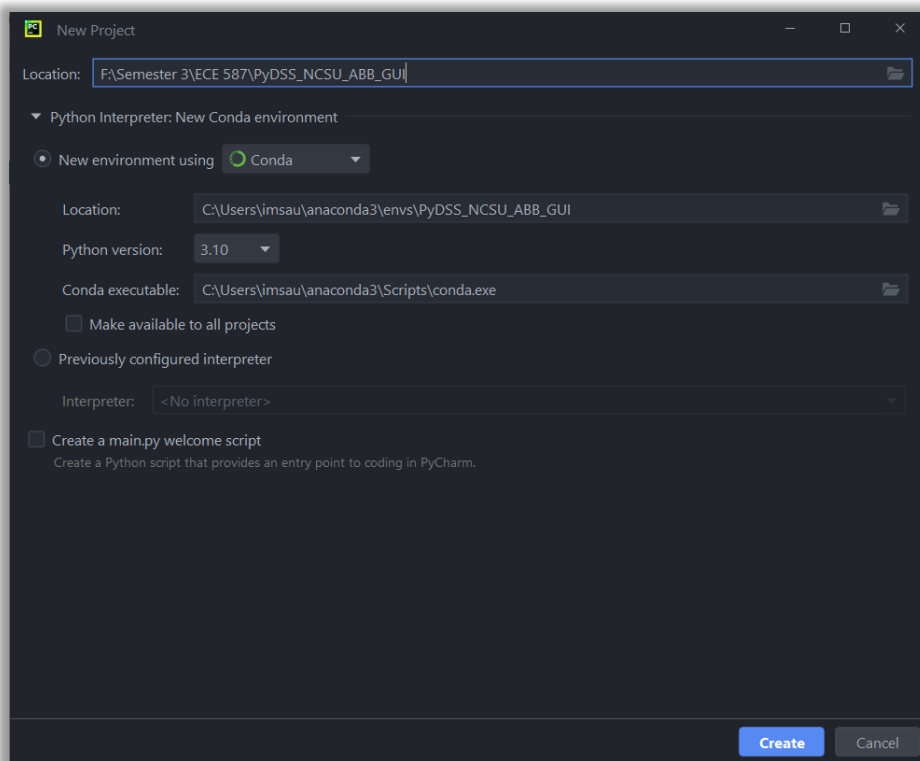 PC
New Project
Location: F:\Semester 3\ECE 587\PyDSS_NCSU_ABB_GUI
Python Interpreter: New Conda environment
New environment using Conda
Location: C:\Users\imsau\anaconda3\envs\PyDSS_NCSU_ABB_GUI
Python version: 3.10
Conda executable: C:\Users\imsau\anaconda3\Scripts\conda.exe
Make available to all projects
Previously configured interpreter
Interpreter: <No interpreter>
Create a main.py welcome script
Create a Python script that provides an entry point to coding in PyCharm.
Create Cancel